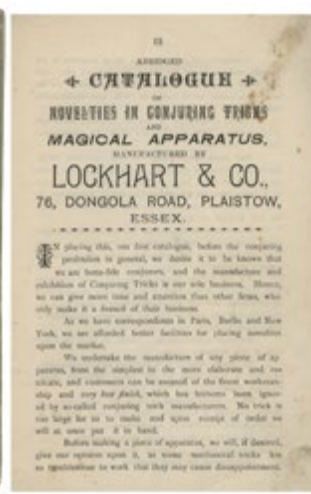 ABRIDGED
CATALOGUE
OF
NOVELTIES IN CONJURING TRICKS
AND
MAGICAL APPARATUS,
MANUFACTURED BY
LOCKHART & CO.,
76, DONGOLA ROAD, PLAISTOW,
ESSEX.
IN placing this, our first catalogue, before the conjuring
profession in general, we desire it to be known that
we are bona-fide conjurers, and the manufacture and
exhibition of Conjuring Tricks is our sole business. Hence,
we can give more time and attention than other firms, who
only make it a branch of their business.
As we have correspondents in Paris, Berlin and New
York, we are afforded better facilities for placing novelties
upon the market.
We undertake the manufacture of any piece of ap-
paratus, from the simplest to the more elaborate and
and customers can be assured of the finest workman-
ship and very best finish, which has hitherto been ignor-
ed by so-called conjuring trick manufacturers. No trick is
too large for us to make and upon receipt of order we
will at once put it in hand.
Before making a piece of apparatus, we will, if desired,
give our opinion upon it, as some mechanical tricks are
so to work that they may cause disappointment.